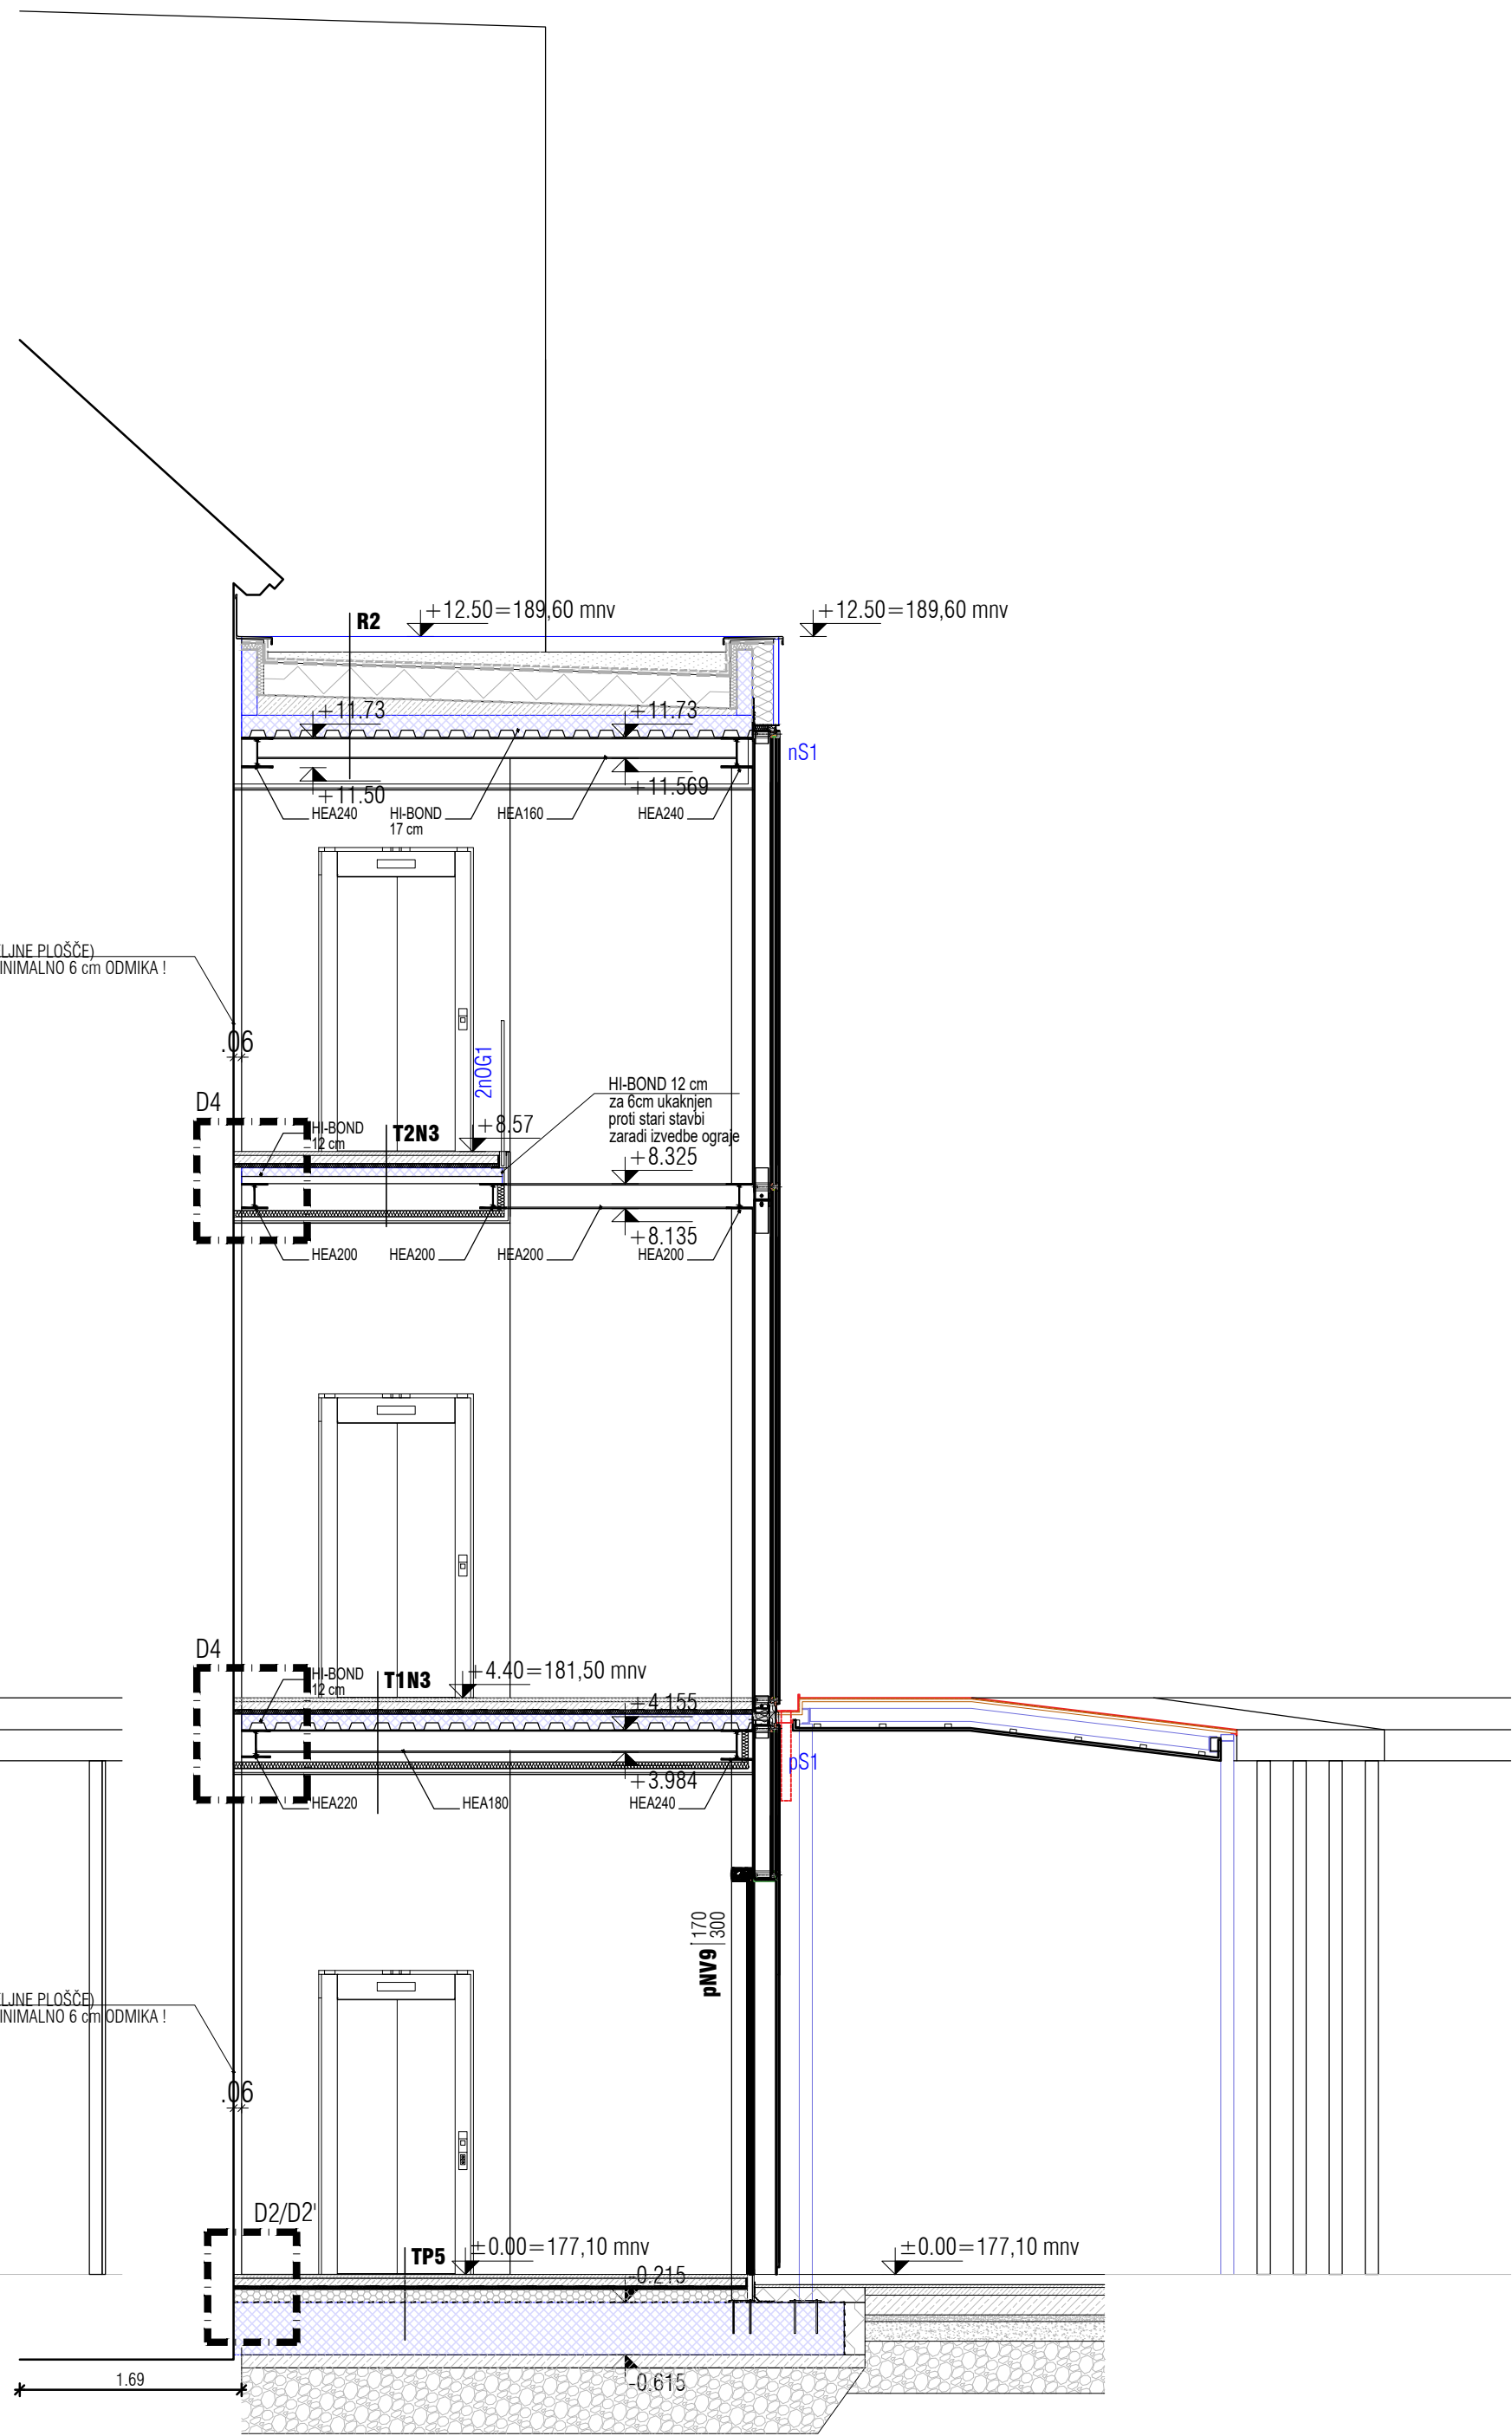 +12.50=189,60 mnv
+12.50=189,60 mnv
R2
+11.73
+11.73
nS1
+11.50
+11.569
HEA240
HI-BOND
17 cm
HEA160
HEA240
LJNE PLOŠČE)
INIMALNO 6 cm ODMIKA !
.06
2nOG1
HI-BOND 12 cm
za 6cm ukaknjen
proti stari stavbi
zaradi izvedbe ograje
D4
HI-BOND
12 cm
T2N3
+8.57
+8.325
+8.135
HEA200
HEA200
HEA200
HEA200
D4
HI-BOND
12 cm
T1N3
+4.40=181,50 mnv
+4.155
pS1
+3.984
HEA220
HEA180
HEA240
170
300
pNV9
LJNE PLOŠČE)
INIMALNO 6 cm ODMIKA !
.06
D2/D2'
TP5
±0.00=177,10 mnv
±0.00=177,10 mnv
-0.215
-0.615
1.69